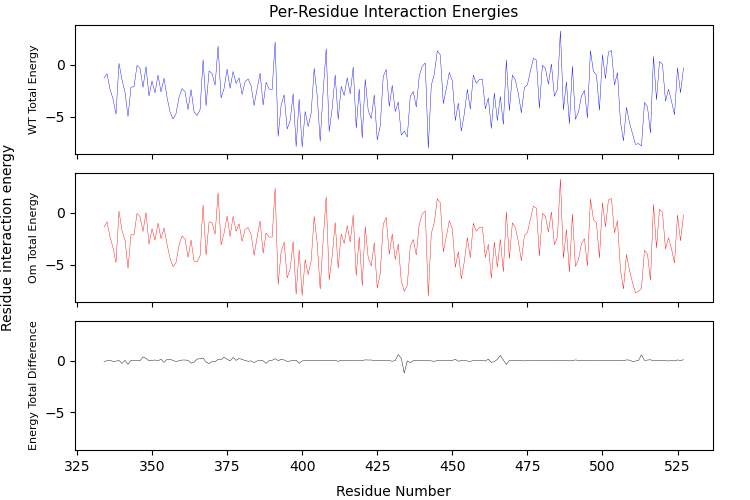 Per-Residue Interaction Energies
Residue interaction energy
WT Total Energy
0
−5
Om Total Energy
0
−5
Energy Total Difference
0
−5
325 350 375 400 425 450 475 500 525
Residue Number